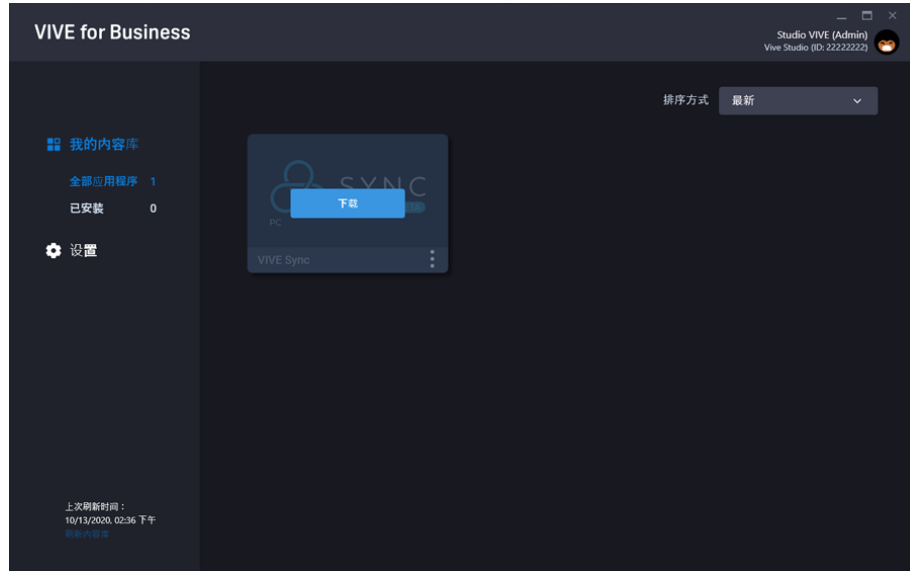 VIVE for Business
Studio VIVE (Admin)
Vive Studio (ID: 22222222)
排序方式 最新
我的内容库
全部应用程序 1
已安装 0
设置
SYNC
下载
PC
VIVE Sync
上次刷新时间：
10/13/2020, 02:36 下午
刷新内容库